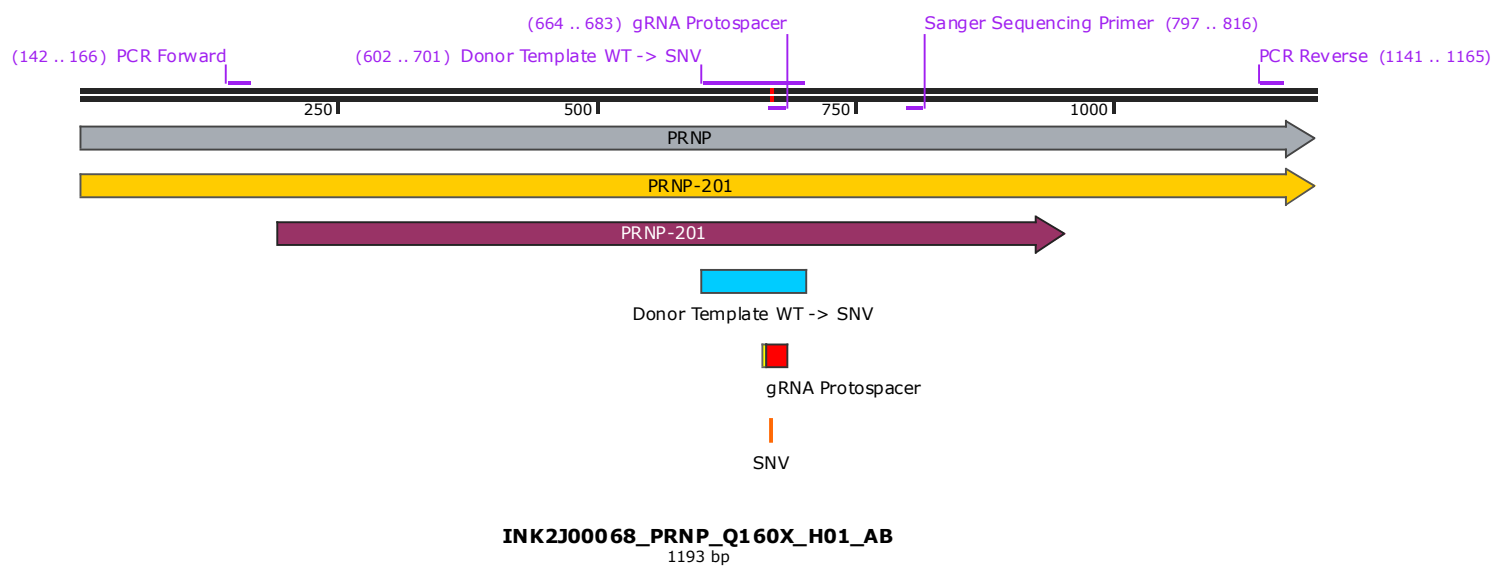 (664 .. 683) gRNA Protospacer
Sanger Sequencing Primer (797 .. 816)
(142 .. 166) PCR Forward
(602 .. 701) Donor Template WT -> SNV
PCR Reverse (1141 .. 1165)
250
500
750
1000
PRNP
PRNP-201
PRNP-201
Donor Template WT -> SNV
gRNA Protospacer
SNV
INK2J00068_PRNP_Q160X_H01_AB
1193 bp